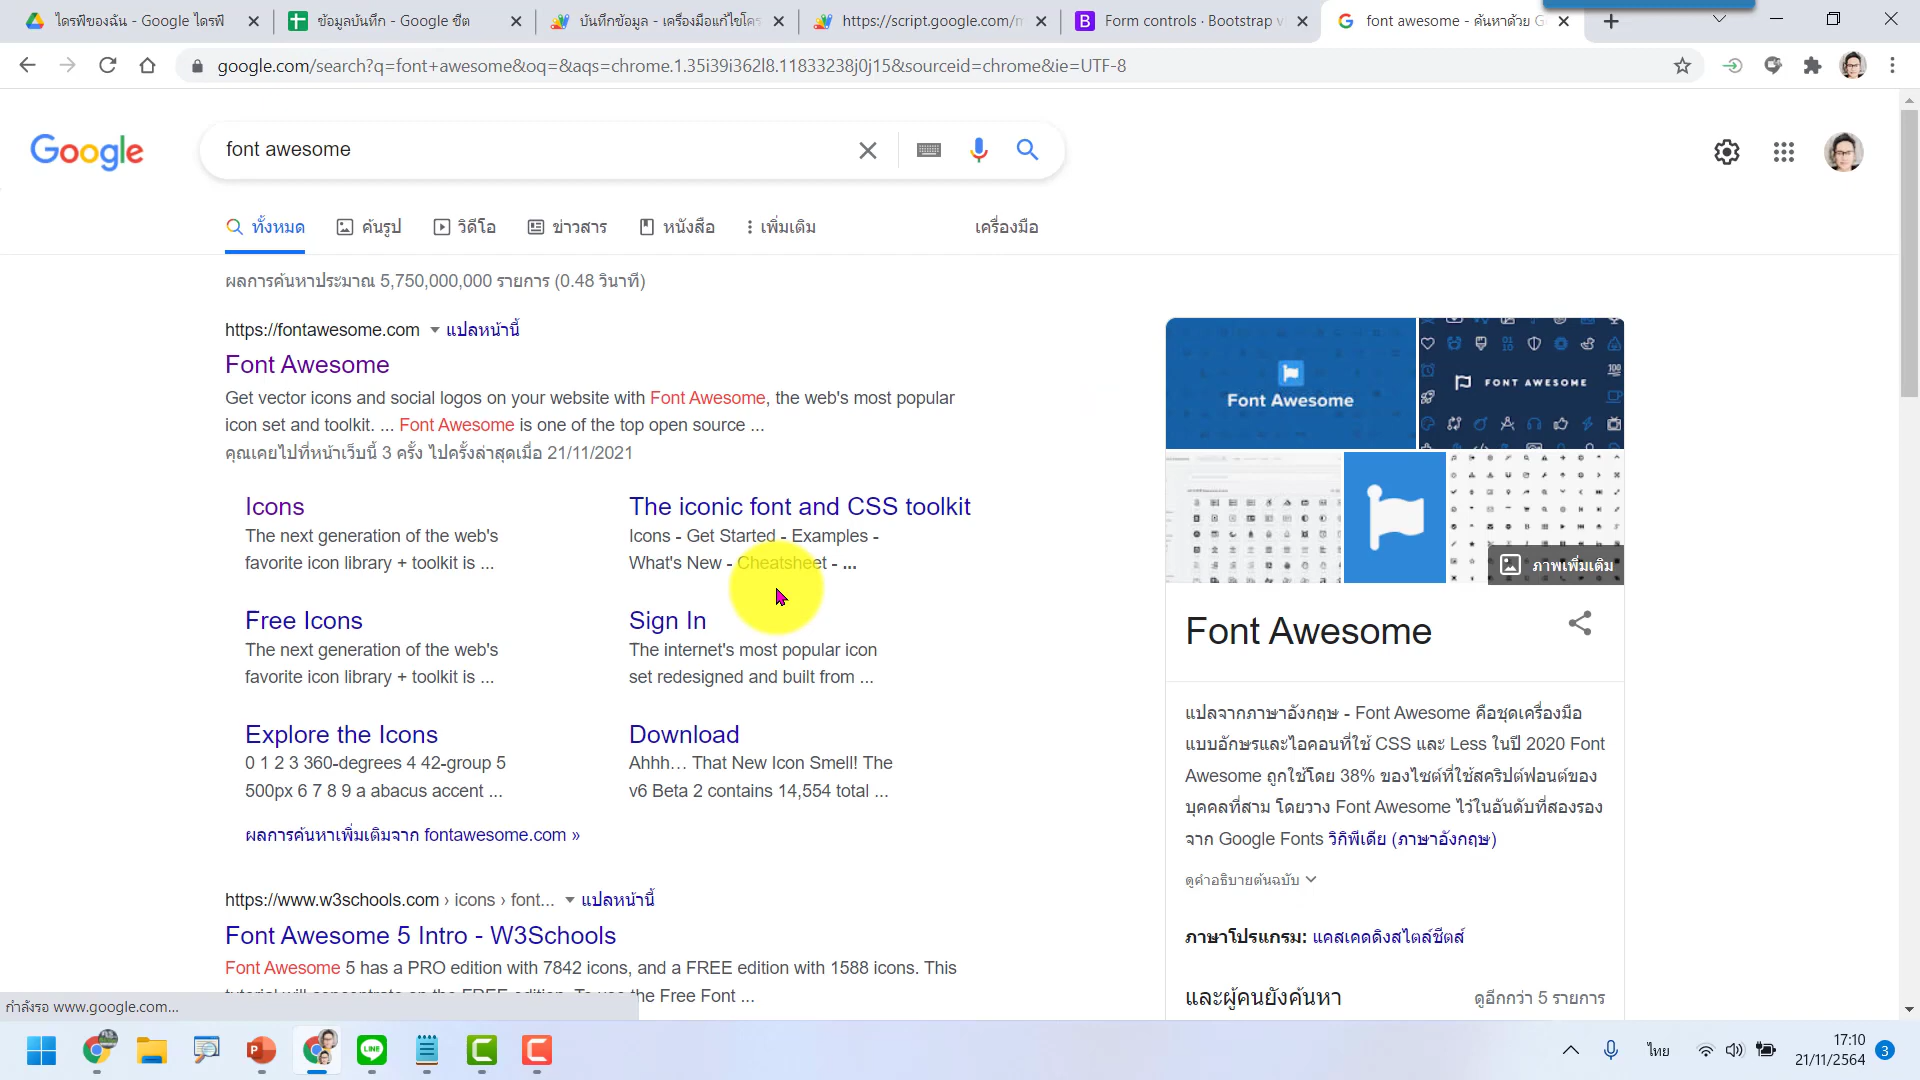 ไดรฟ์ของฉัน - Google ไดรฟ์
ข้อมูลบันทึก - Google ชีต
บันทึกข้อมูล - เครื่องมือแก้ไขโคร
https://script.google.com/m
Form controls · Bootstrap v
font awesome - ค้นหาด้วย G
google.com/search?q=font+awesome&oq=&aqs=chrome.1.35i39i362l8.11833238j0j15&sourceid=chrome&ie=UTF-8
Google
font awesome
ทั้งหมด
ค้นรูป
วิดีโอ
ข่าวสาร
หนังสือ
เพิ่มเติม
เครื่องมือ
ผลการค้นหาประมาณ 5,750,000,000 รายการ (0.48 วินาที)
https://fontawesome.com แปลหน้านี้
Font Awesome
Get vector icons and social logos on your website with Font Awesome, the web's most popular
icon set and toolkit. ... Font Awesome is one of the top open source ...
คุณเคยไปที่หน้าเว็บนี้ 3 ครั้ง ไปครั้งล่าสุดเมื่อ 21/11/2021
Icons
The next generation of the web's
favorite icon library + toolkit is ...
The iconic font and CSS toolkit
Icons - Get Started - Examples -
What's New - Cheatsheet - ...
Free Icons
The next generation of the web's
favorite icon library + toolkit is ...
Sign In
The internet's most popular icon
set redesigned and built from ...
Explore the Icons
0 1 2 3 360-degrees 4 42-group 5
500px 6 7 8 9 a abacus accent ...
Download
Ahhh… That New Icon Smell! The
v6 Beta 2 contains 14,554 total ...
ผลการค้นหาเพิ่มเติมจาก fontawesome.com »
https://www.w3schools.com › icons › font... แปลหน้านี้
Font Awesome 5 Intro - W3Schools
Font Awesome 5 has a PRO edition with 7842 icons, and a FREE edition with 1588 icons. This
he Free Font ...
Font Awesome
FONT AWESOME
ภาพเพิ่มเติม
Font Awesome
แปลจากภาษาอังกฤษ - Font Awesome คือชุดเครื่องมือ
แบบอักษรและไอคอนที่ใช้ CSS และ Less ในปี 2020 Font
Awesome ถูกใช้โดย 38% ของไซต์ที่ใช้สคริปต์ฟอนต์ของ
บุคคลที่สาม โดยวาง Font Awesome ไว้ในอันดับที่สองรอง
จาก Google Fonts วิกิพีเดีย (ภาษาอังกฤษ)
ดูคำอธิบายต้นฉบับ
ภาษาโปรแกรม: แคสเคดดิงสไตล์ชีตส์
และผู้คนยังค้นหา
ดูอีกกว่า 5 รายการ
กำลังรอ www.google.com...
LINE
ไทย
17:10
21/11/2564
3